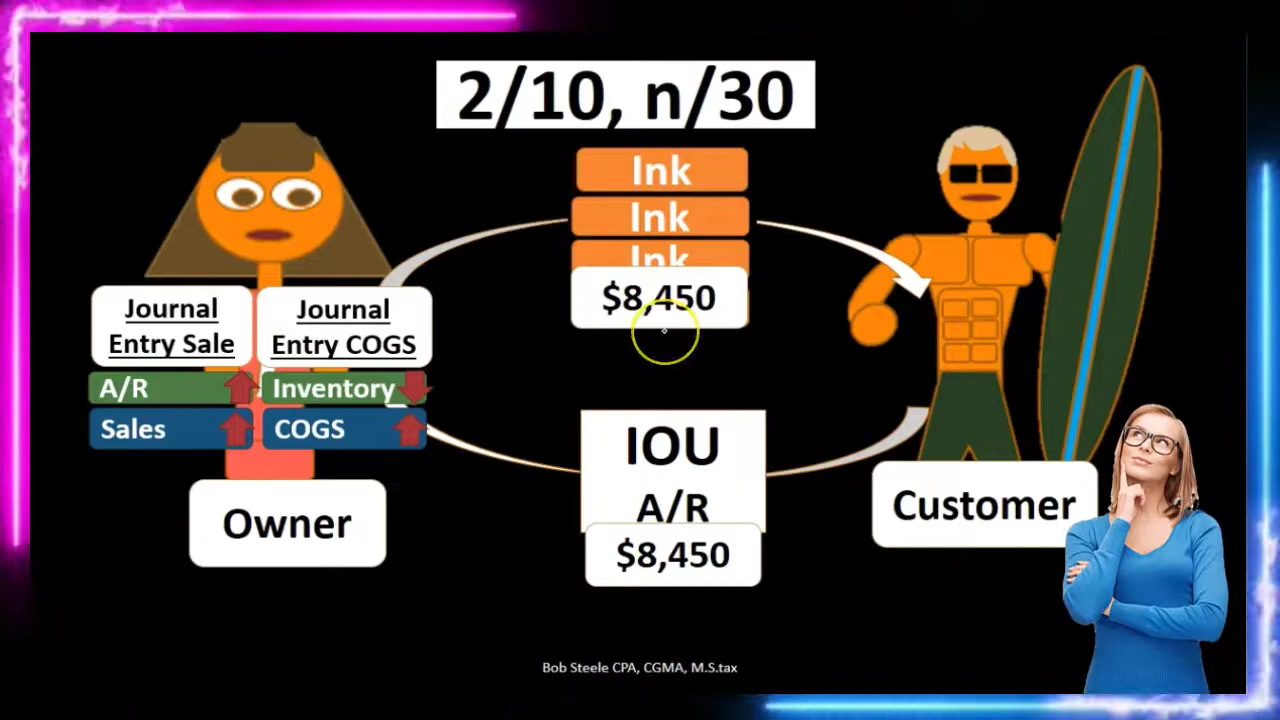 2/10, n/30
Ink
Ink
Ink
$8,450
Journal
Entry Sale
A/R
Sales
Journal
Entry COGS
Inventory
COGS
IOU
A/R
$8,450
Owner
Customer
Bob Steele CPA, CGMA, M.S.tax